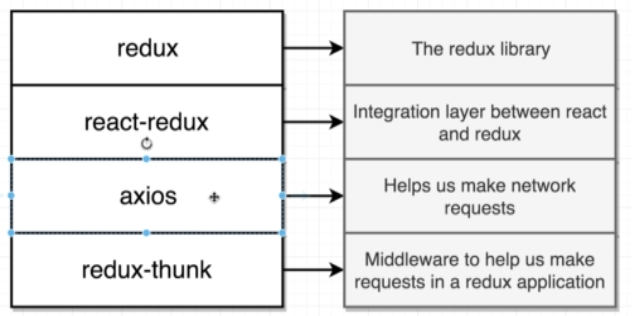 redux
The redux library
react-redux
Integration layer between react
and redux
axios
Helps us make network
requests
redux-thunk
Middleware to help us make
requests in a redux application